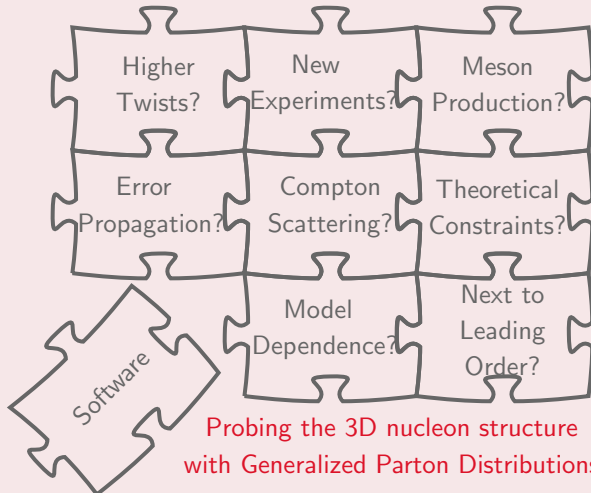 Higher
Twists?
New
Experiments?
Meson
Production?
Error
Propagation?
Compton
Scattering?
Theoretical
Constraints?
Model
Dependence?
Next to
Leading
Order?
Software
Probing the 3D nucleon structure
with Generalized Parton Distributions